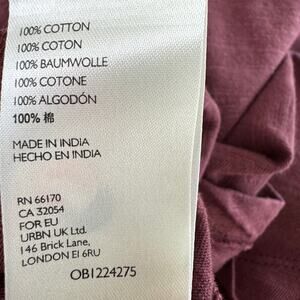 100% COTTON
100% COTON
100% BAUMWOLLE
100% COTONE
100% ALGODÓN
100% 棉
MADE IN INDIA
HECHO EN INDIA
RN 66170
CA 32054
FOR EU
URBN UK Ltd.
146 Brick Lane,
LONDON E1 6RU
OB1224275